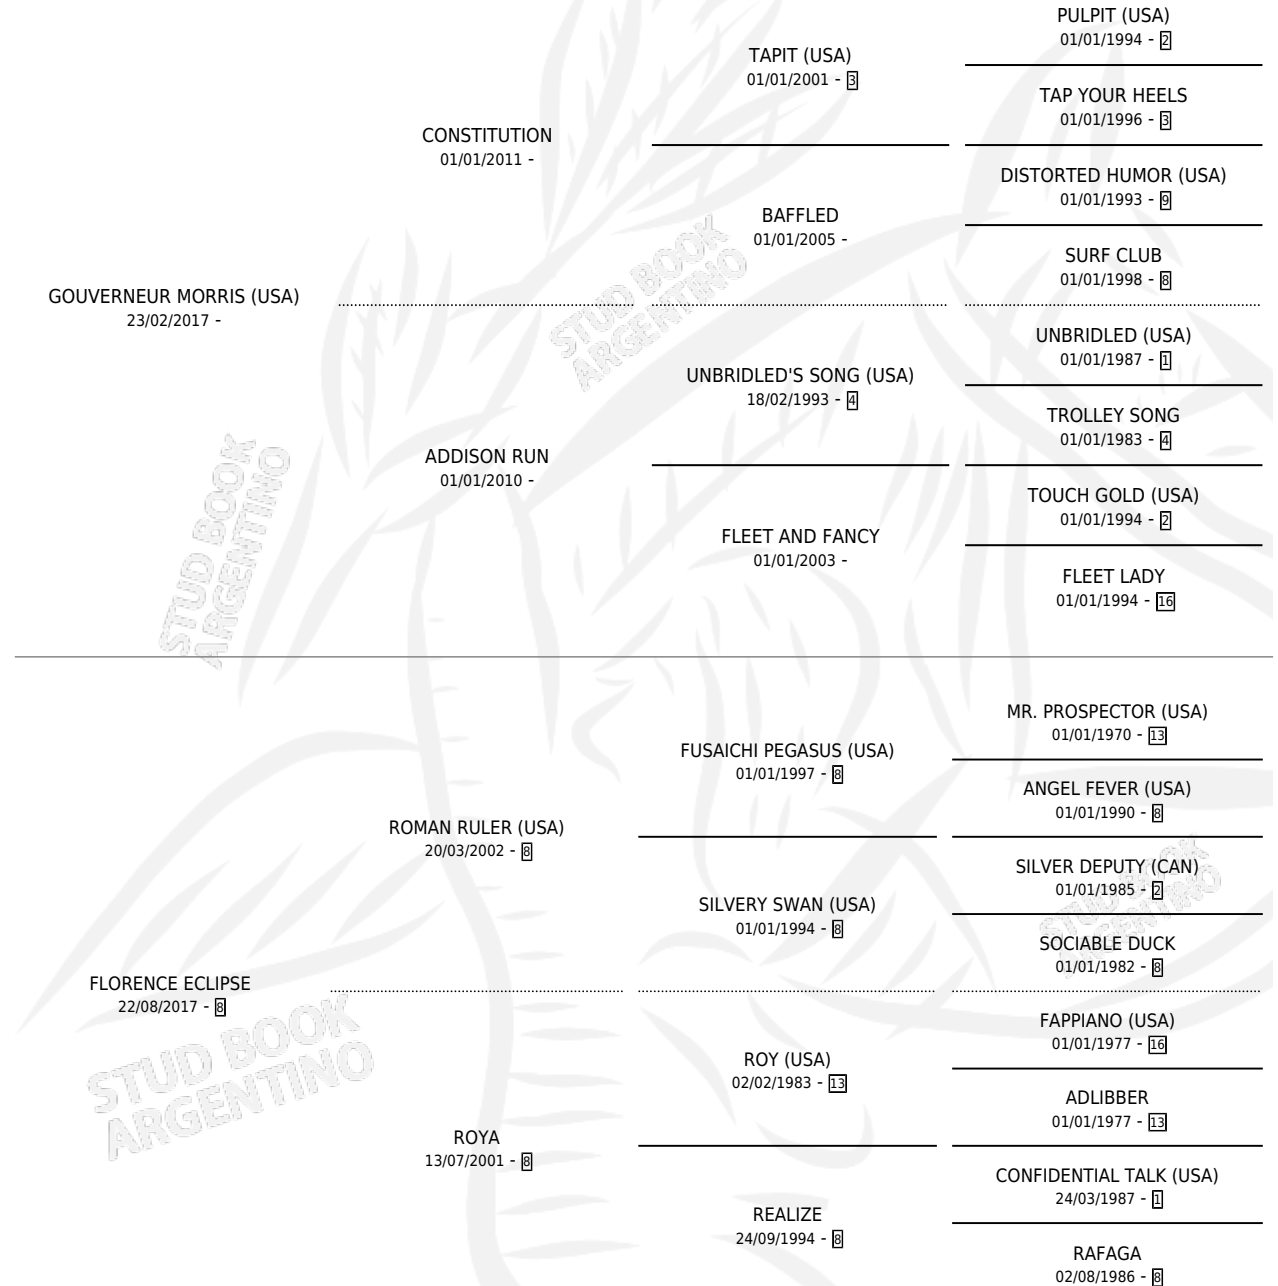 PULPIT (USA)
01/01/1994 - 2
TAPIT (USA)
01/01/2001 - 3
TAP YOUR HEELS
01/01/1996 - 3
CONSTITUTION
01/01/2011 -
DISTORTED HUMOR (USA)
01/01/1993 - 9
BAFFLED
01/01/2005 -
SURF CLUB
01/01/1998 - 8
GOUVERNEUR MORRIS (USA)
23/02/2017 -
UNBRIDLED (USA)
01/01/1987 - 1
UNBRIDLED'S SONG (USA)
18/02/1993 - 4
TROLLEY SONG
01/01/1983 - 4
ADDISON RUN
01/01/2010 -
TOUCH GOLD (USA)
01/01/1994 - 2
FLEET AND FANCY
01/01/2003 -
FLEET LADY
01/01/1994 - 16
MR. PROSPECTOR (USA)
01/01/1970 - 13
FUSAICHI PEGASUS (USA)
01/01/1997 - 8
ANGEL FEVER (USA)
01/01/1990 - 8
ROMAN RULER (USA)
20/03/2002 - 8
SILVER DEPUTY (CAN)
01/01/1985 - 2
SILVERY SWAN (USA)
01/01/1994 - 8
SOCIABLE DUCK
01/01/1982 - 8
FLORENCE ECLIPSE
22/08/2017 - 8
FAPPIANO (USA)
01/01/1977 - 16
ROY (USA)
02/02/1983 - 13
ADLIBBER
01/01/1977 - 13
ROYA
13/07/2001 - 8
CONFIDENTIAL TALK (USA)
24/03/1987 - 1
REALIZE
24/09/1994 - 8
RAFAGA
02/08/1986 - 8
STUD BOOK
ARGENTINO
STUD BOOK
ARGENTINO
STUD BOOK
ARGENTINO
STUD BOOK
ARGENTINO